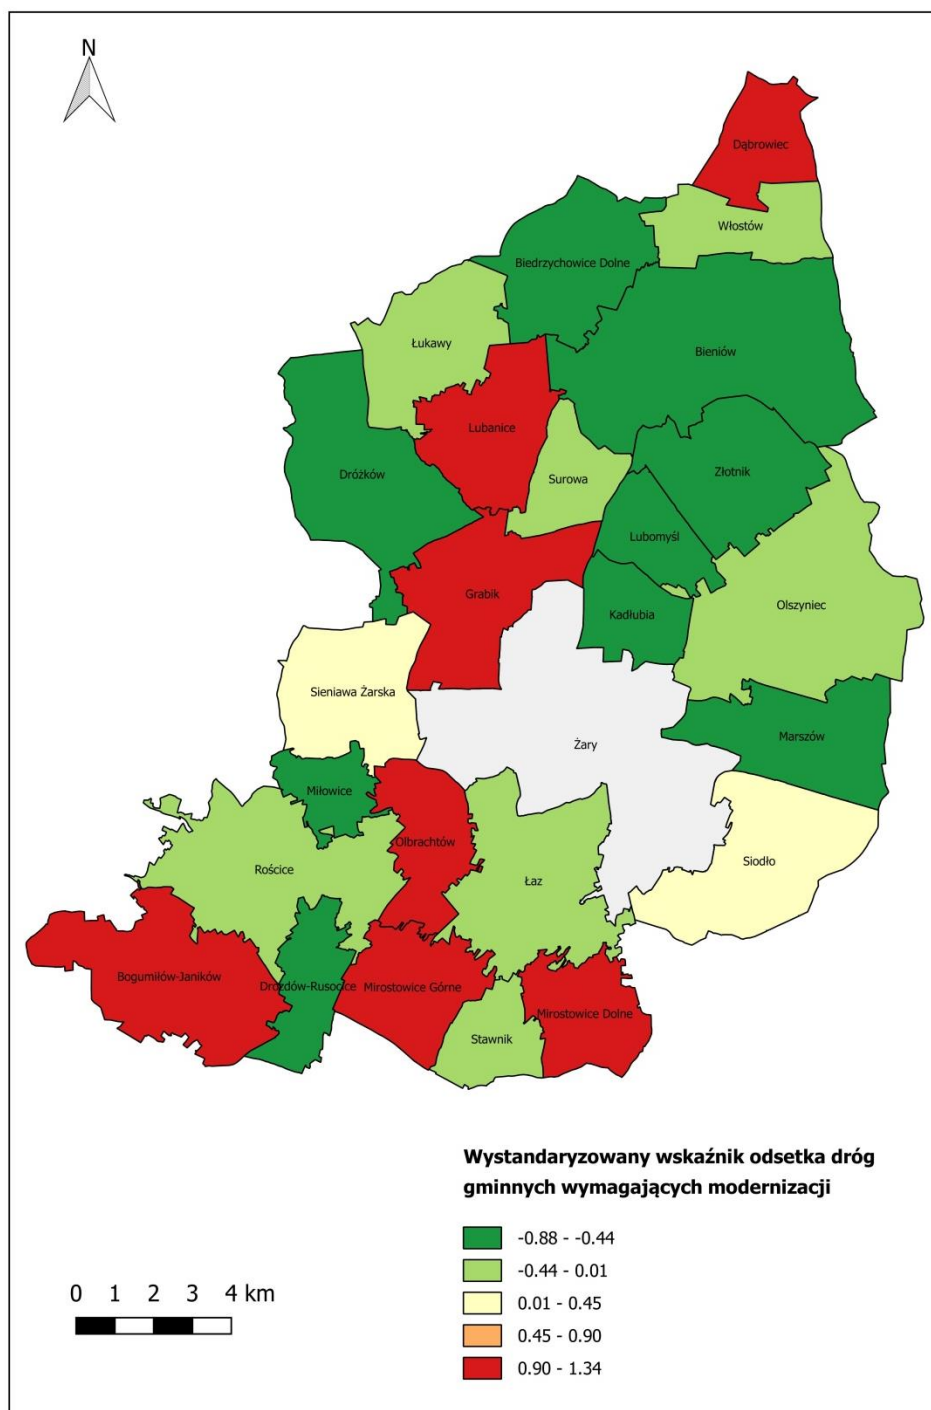 N
Dąbrowiec
Włostów
Biedrzychowice Dolne
Łukawy
Bieniów
Lubanice
Dróżków
Surowa
Złotnik
Lubomyśl
Grabik
Kadłubia
Olszyniec
Sieniawa Żarska
Żary
Marszów
Miłowice
Olbrachtów
Siodło
Rościce
Łaz
Bogumiłów-Janików
Drozdów-Rusocice
Mirostowice Górne
Mirostowice Dolne
Stawnik
Wystandaryzowany wskaźnik odsetka dróg
gminnych wymagających modernizacji
-0.88 - -0.44
-0.44 - 0.01
0.01 - 0.45
0.45 - 0.90
0.90 - 1.34
0 1 2 3 4 km